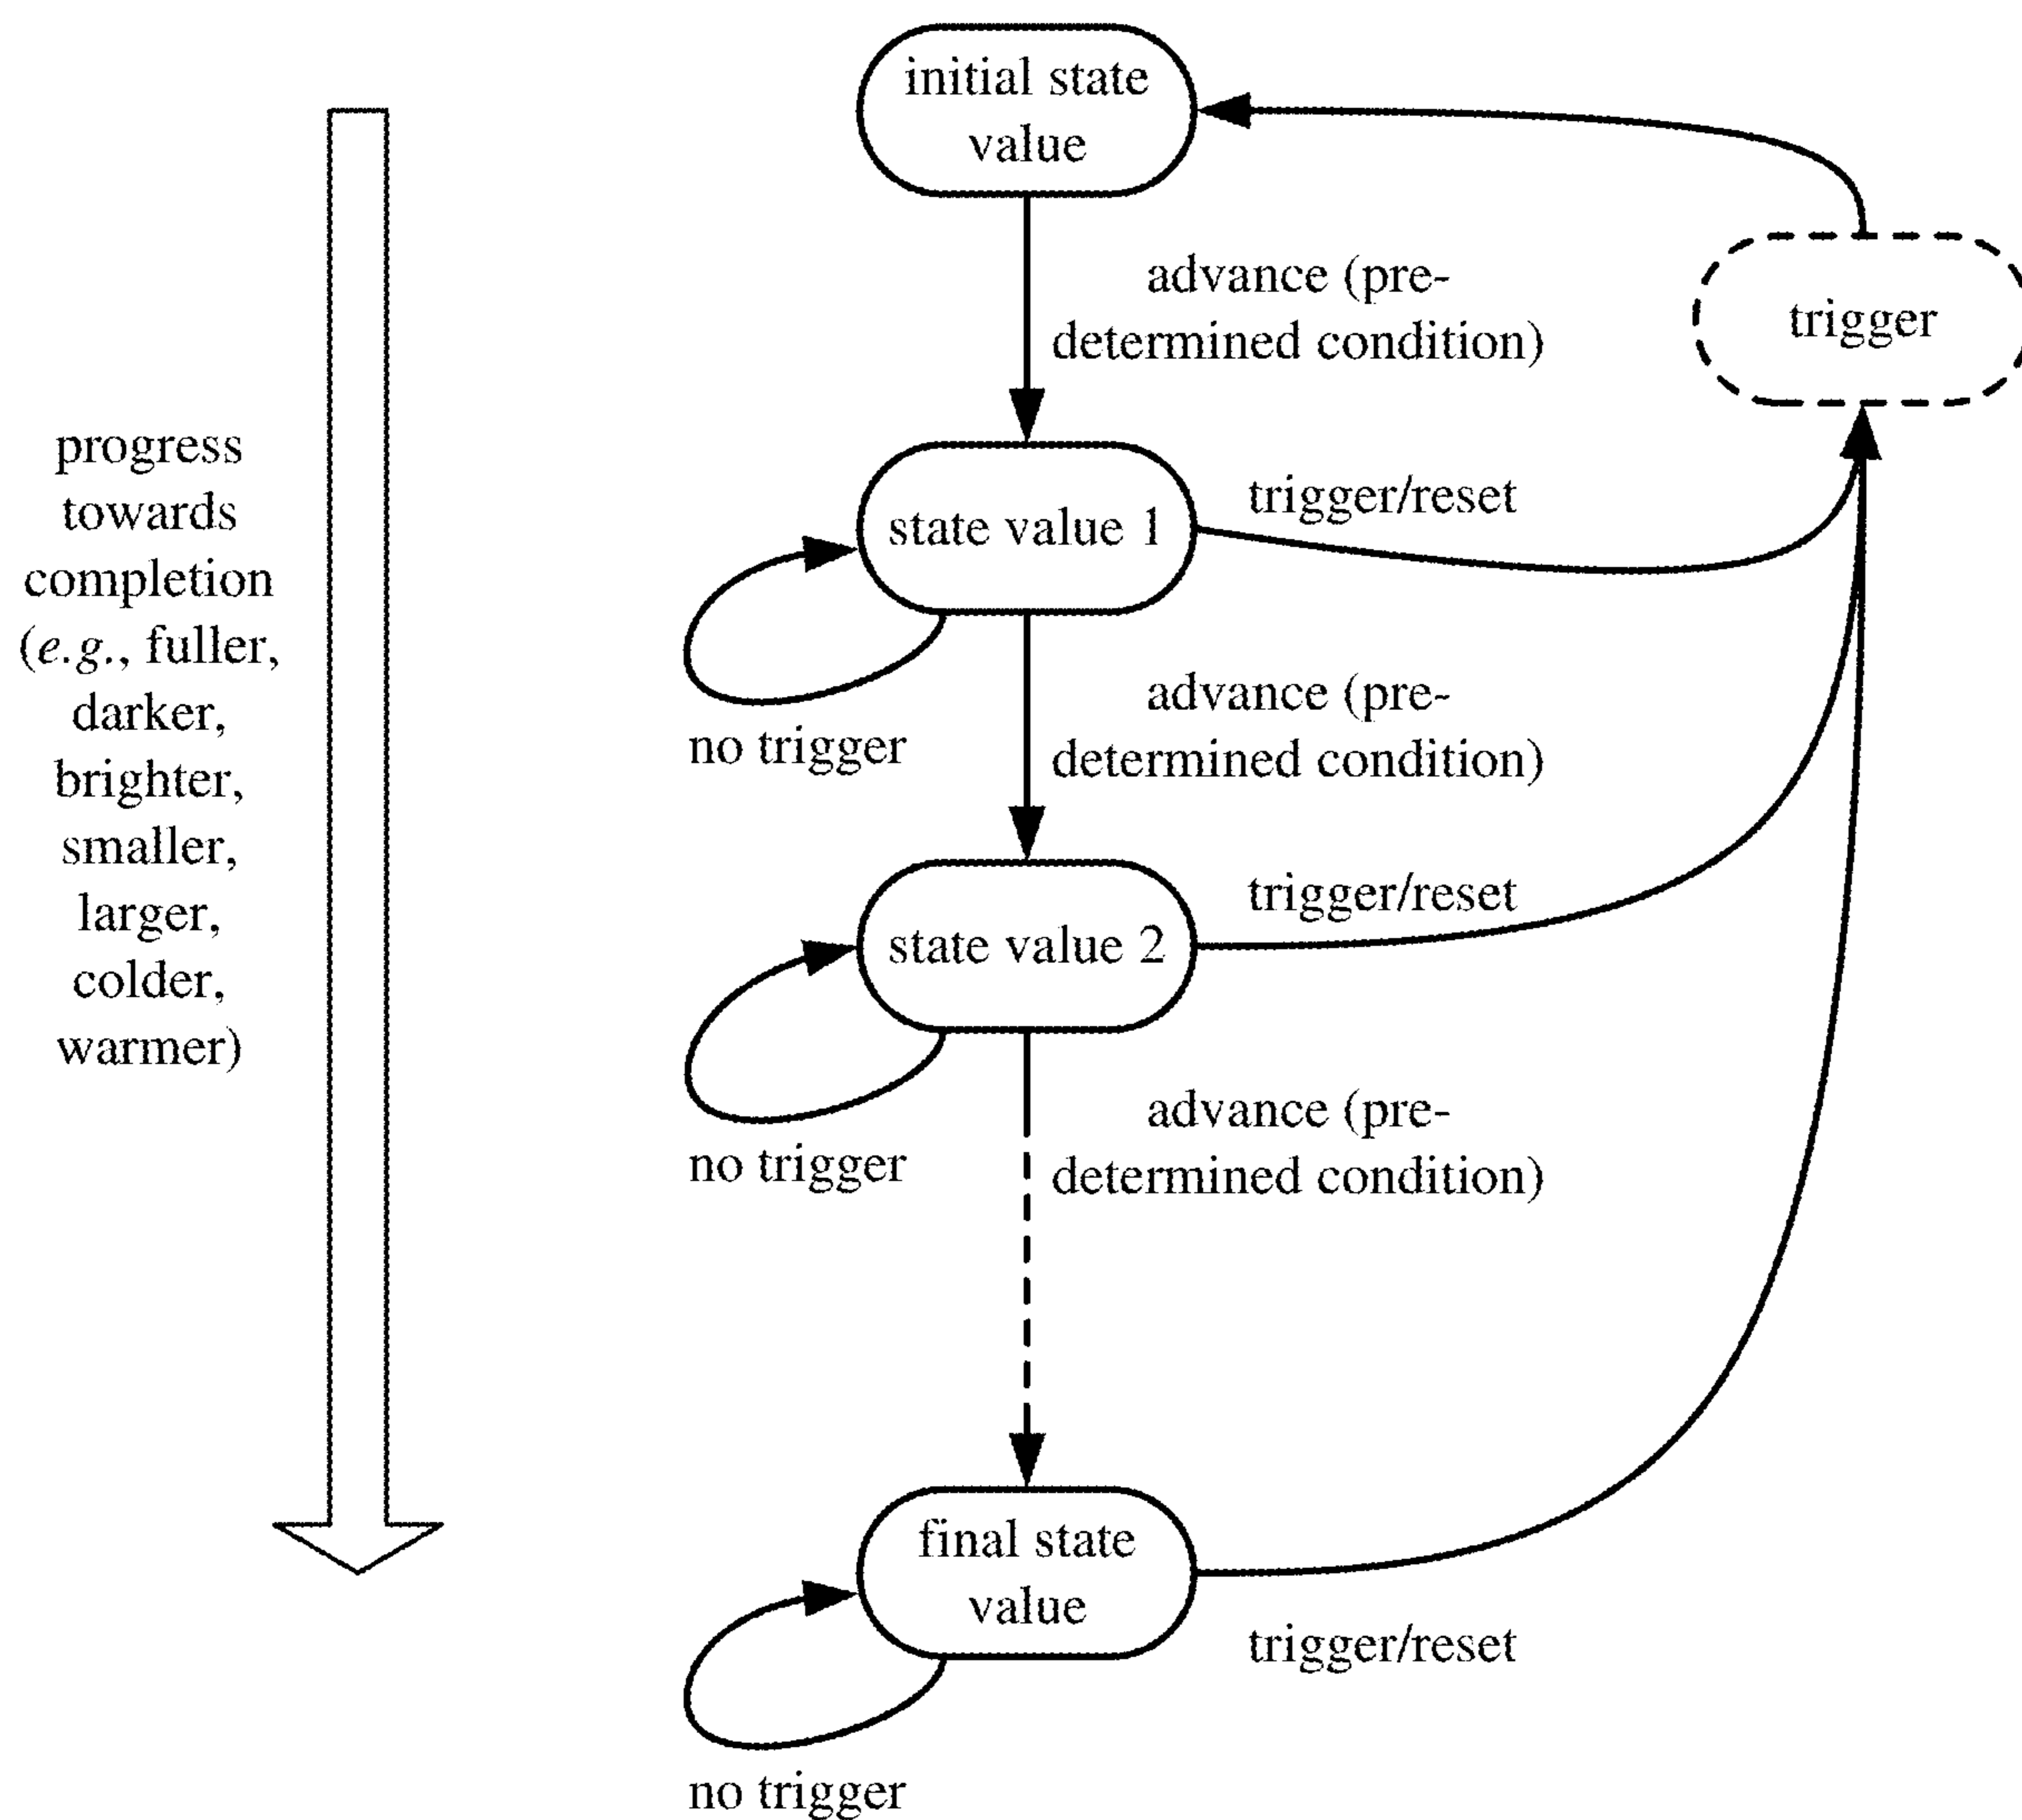 initial state
value
advance (pre-
determined condition)
trigger
progress
towards
completion
(e.g., fuller,
darker,
brighter,
smaller,
larger,
colder,
warmer)
state value 1
trigger/reset
no trigger
advance (pre-
determined condition)
state value 2
trigger/reset
no trigger
advance (pre-
determined condition)
final state
value
trigger/reset
no trigger